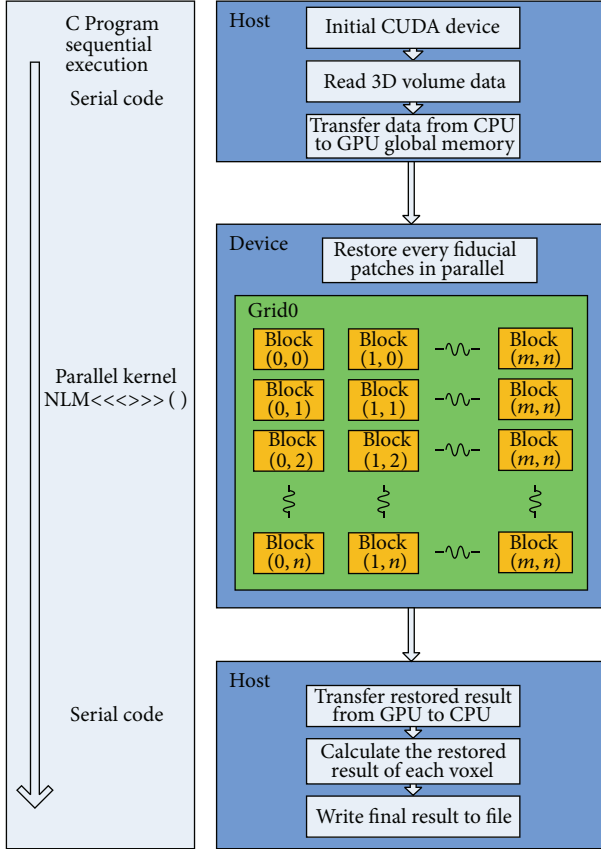 C Program
sequential
execution
Serial code
Parallel kernel
NLM<<<>>> ( )
Serial code
Host
Initial CUDA device
Read 3D volume data
Transfer data from CPU
to GPU global memory
Device
Restore every fiducial
patches in parallel
Grid0
Block Block Block
(0, 0) (1, 0) (m, n)
Block Block Block
(0, 1) (1, 1) (m, n)
Block Block Block
(0, 2) (1, 2) (m, n)
Block Block Block
(0, n) (1, n) (m, n)
Host
Transfer restored result
from GPU to CPU
Calculate the restored
result of each voxel
Write final result to file